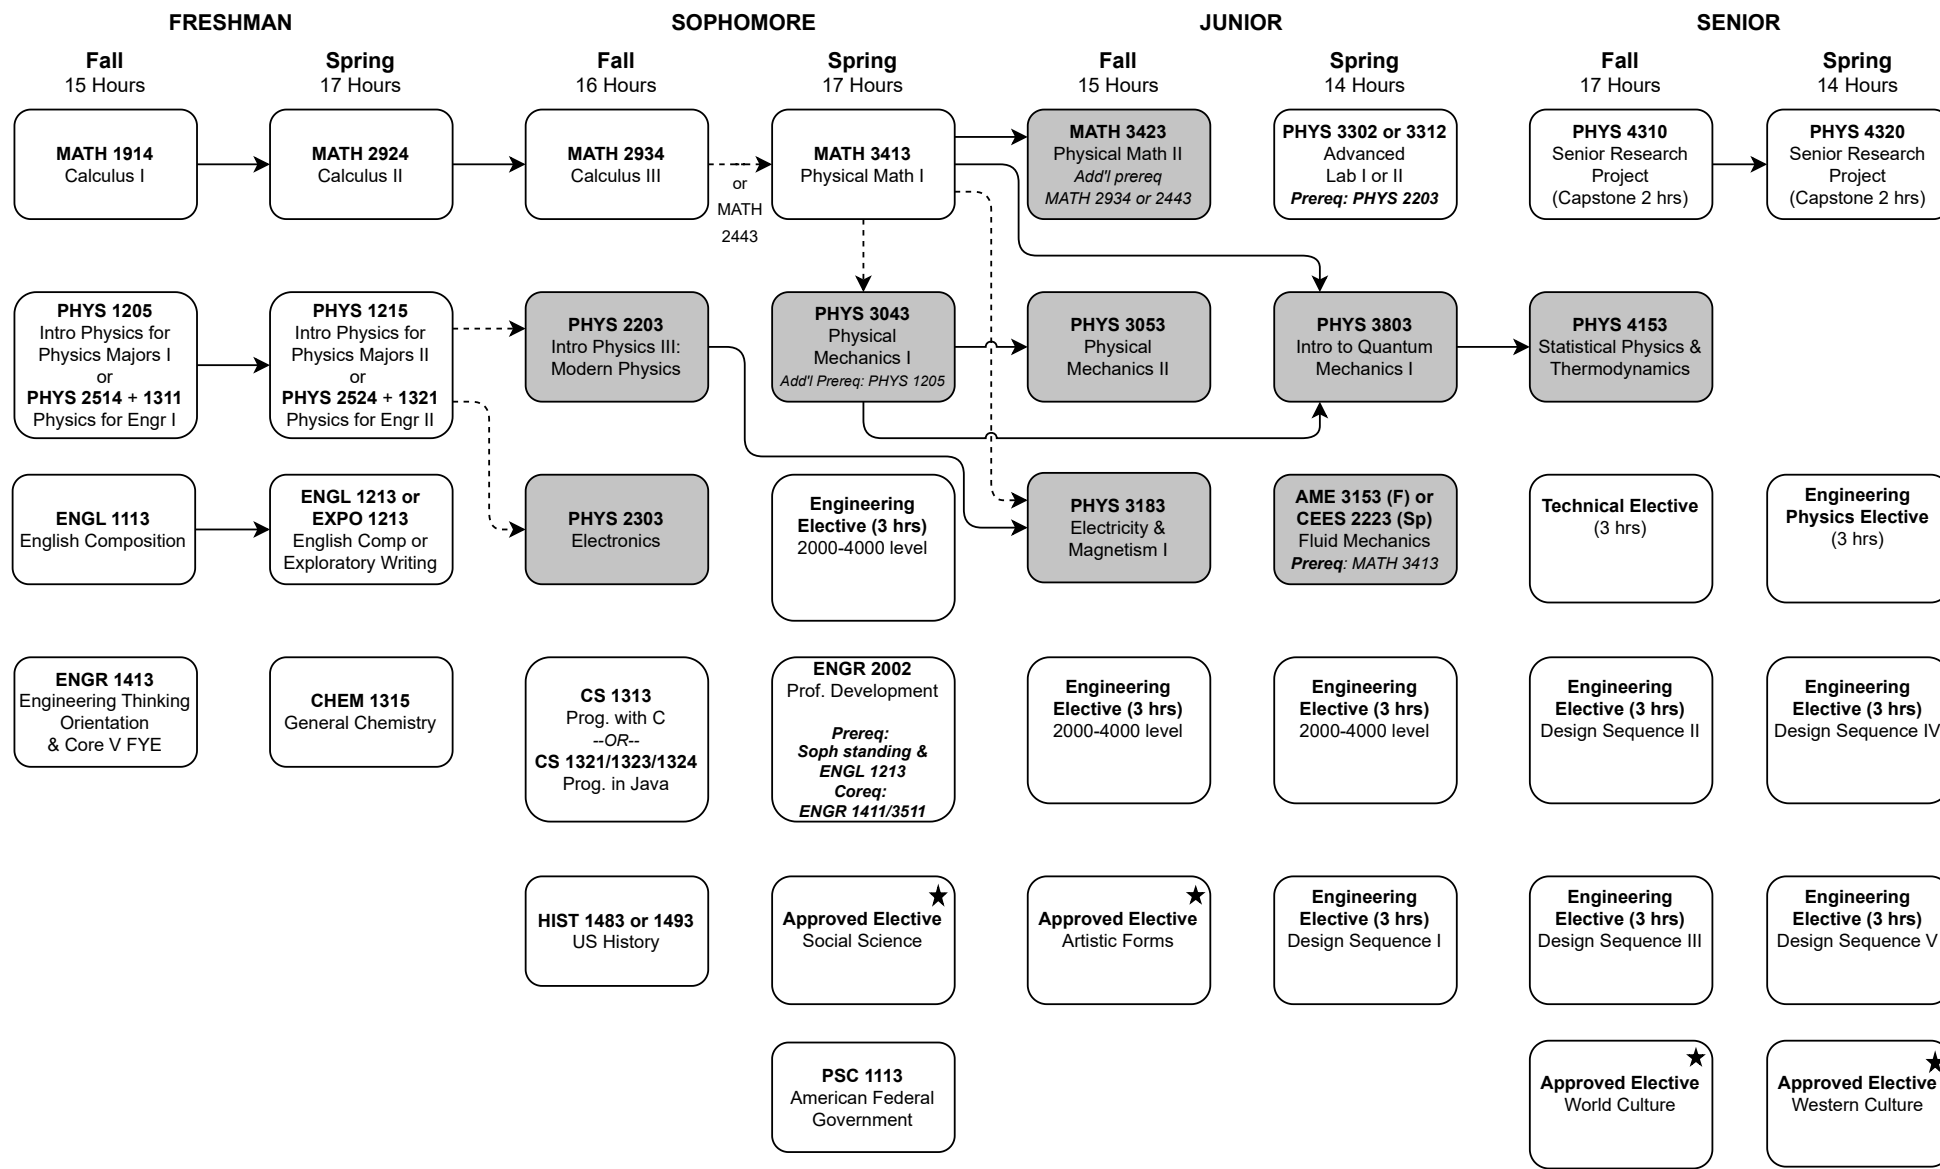 FRESHMAN
SOPHOMORE
JUNIOR
SENIOR
Fall
15 Hours
Spring
17 Hours
Fall
16 Hours
Spring
17 Hours
Fall
15 Hours
Spring
14 Hours
Fall
17 Hours
Spring
14 Hours
MATH 1914
Calculus I
MATH 2924
Calculus II
MATH 2934
Calculus III
--
or
MATH
2443
MATH 3413
Physical Math I
MATH 3423
Physical Math II
Add'l prereq
MATH 2934 or 2443
PHYS 3302 or 3312
Advanced
Lab I or II
Prereq: PHYS 2203
PHYS 4310
Senior Research
Project
(Capstone 2 hrs)
PHYS 4320
Senior Research
Project
(Capstone 2 hrs)
PHYS 1205
Intro Physics for
Physics Majors I
or
PHYS 2514 + 1311
Physics for Engr I
PHYS 1215
Intro Physics for
Physics Majors II
or
PHYS 2524 + 1321
Physics for Engr II
PHYS 2203
Intro Physics III:
Modern Physics
PHYS 3043
Physical
Mechanics I
Add'l Prereq: PHYS 1205
PHYS 3053
Physical
Mechanics II
PHYS 3803
Intro to Quantum
Mechanics I
PHYS 4153
Statistical Physics &
Thermodynamics
ENGL 1113
English Composition
ENGL 1213 or
EXPO 1213
English Comp or
Exploratory Writing
PHYS 2303
Electronics
Engineering
Elective (3 hrs)
2000-4000 level
PHYS 3183
Electricity &
Magnetism I
AME 3153 (F) or
CEES 2223 (Sp)
Fluid Mechanics
Prereq: MATH 3413
Technical Elective
(3 hrs)
Engineering
Physics Elective
(3 hrs)
ENGR 1413
Engineering Thinking
Orientation
& Core V FYE
CHEM 1315
General Chemistry
CS 1313
Prog. with C
--OR--
CS 1321/1323/1324
Prog. in Java
ENGR 2002
Prof. Development
Prereq:
Soph standing &
ENGL 1213
Coreq:
ENGR 1411/3511
Engineering
Elective (3 hrs)
2000-4000 level
Engineering
Elective (3 hrs)
2000-4000 level
Engineering
Elective (3 hrs)
Design Sequence II
Engineering
Elective (3 hrs)
Design Sequence IV
HIST 1483 or 1493
US History
Approved Elective
Social Science
Approved Elective
Artistic Forms
Engineering
Elective (3 hrs)
Design Sequence I
Engineering
Elective (3 hrs)
Design Sequence III
Engineering
Elective (3 hrs)
Design Sequence V
PSC 1113
American Federal
Government
Approved Elective
World Culture
Approved Elective
Western Culture